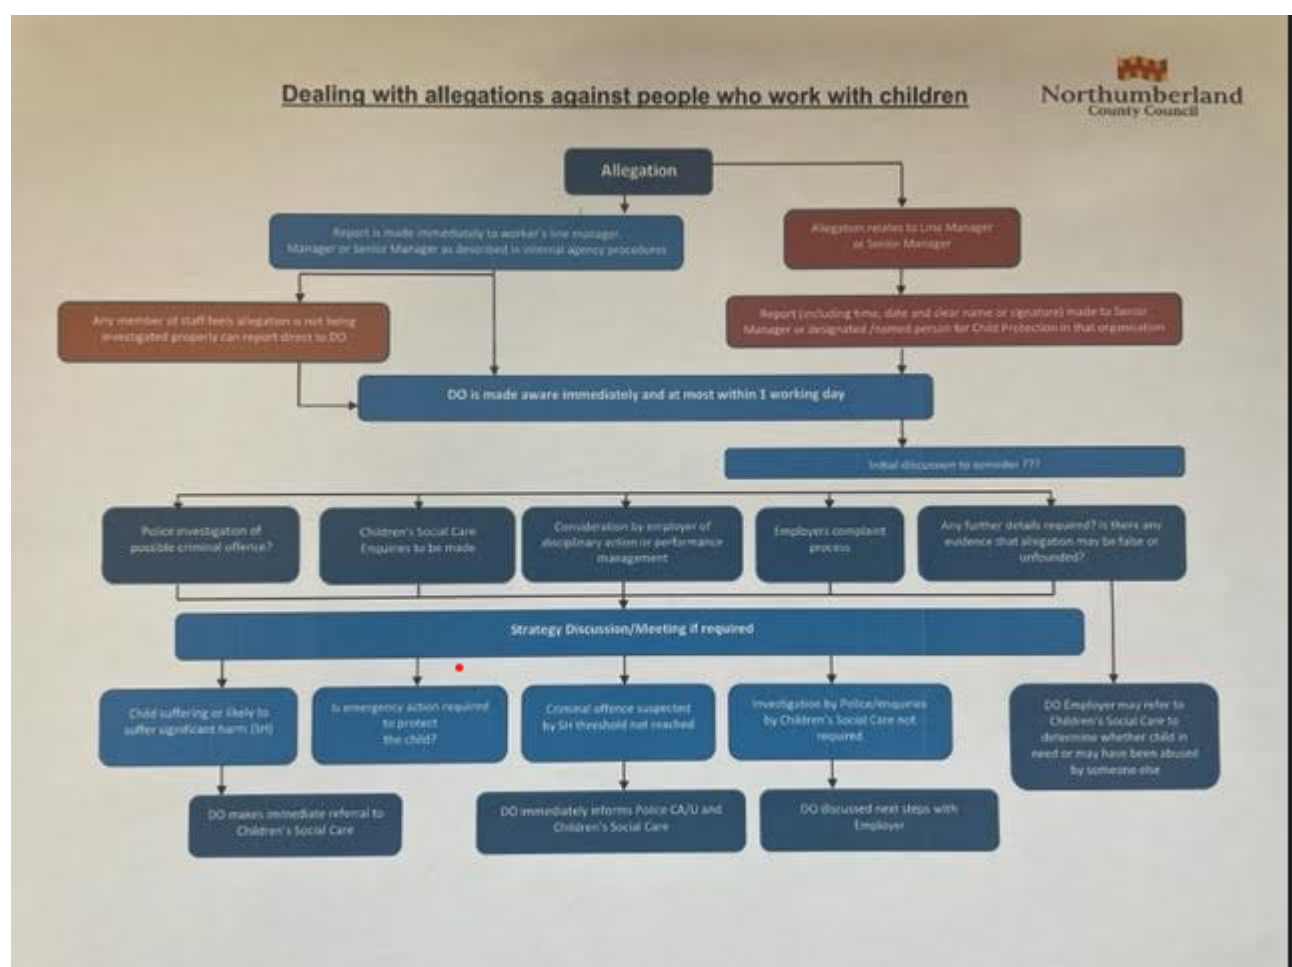 Dealing with allegations against people who work with children
Northumberland
County Council
Allegation
Report is made immediately to worker's line manager
Manager or Senior Manager as described in internal agency procedures
Allegation relates to Line Manager
or Senior Manager
Any member of staff feels allegation is not being
investigated properly can report direct to DO
Report (including time, date and clear name or signature) made to Senior
Manager or designated /named person for Child Protection in that organisation
DO is made aware immediately and at most within 1 working day
Initial discussion to consider ???
Police investigation of
possible criminal offence?
Children's Social Care
Enquiries to be made
Consideration by employer of
disciplinary action or performance
management
Employers complaint
process
Any further details required? Is there any
evidence that allegation may be false or
unfounded?
Strategy Discussion/Meeting if required
Child suffering or likely to
suffer significant harm (SH)
Is emergency action required
to protect
the child?
Criminal offence suspected
by SH threshold not reached
Investigation by Police/enquiries
by Children's Social Care not
required
DO Employer may refer to
Children's Social Care to
determine whether child in
need or may have been abused
by someone else
DO makes immediate referral to
Children's Social Care
DO immediately informs Police CA/U and
Children's Social Care
DO discussed next steps with
Employer